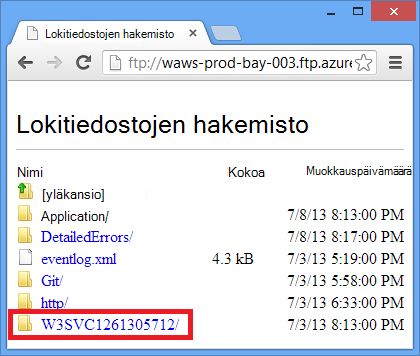 Lokitiedostojen hakemisto
ftp://waws-prod-bay-003.ftp.azure
Lokitiedostojen hakemisto
Nimi Kokoa Muokkauspäivämäärä
[yläkansio]
Application/ 7/8/13 8:13:00 PM
DetailedErrors/ 7/8/13 8:17:00 PM
eventlog.xml 4.3 kB 7/3/13 5:19:00 PM
Git/ 7/3/13 5:58:00 PM
http/ 7/3/13 6:33:00 PM
W3SVC1261305712/ 7/3/13 8:13:00 PM